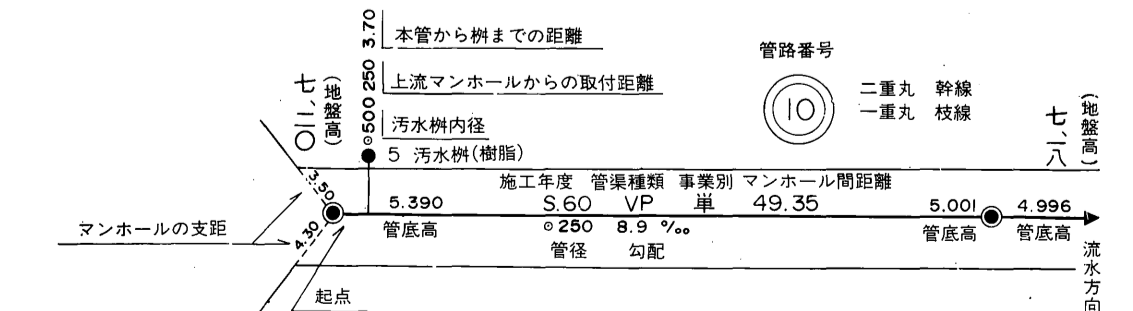 3.70
本管から桝までの距離
250
上流マンホールからの取付距離
⊙500
汚水桝内径
5 汚水桝(樹脂)
(地盤高)
管路番号
10
二重丸 幹線
一重丸 枝線
七、一八
(地盤高)
施工年度 管渠種類 事業別 マンホール間距離
3.50
5.390
S.60 VP 単 49.35
5.001
4.996
マンホールの支距
4.30
管底高
⊙250 8.9 ‰
管底高
管底高
管径 勾配
流水方向
起点